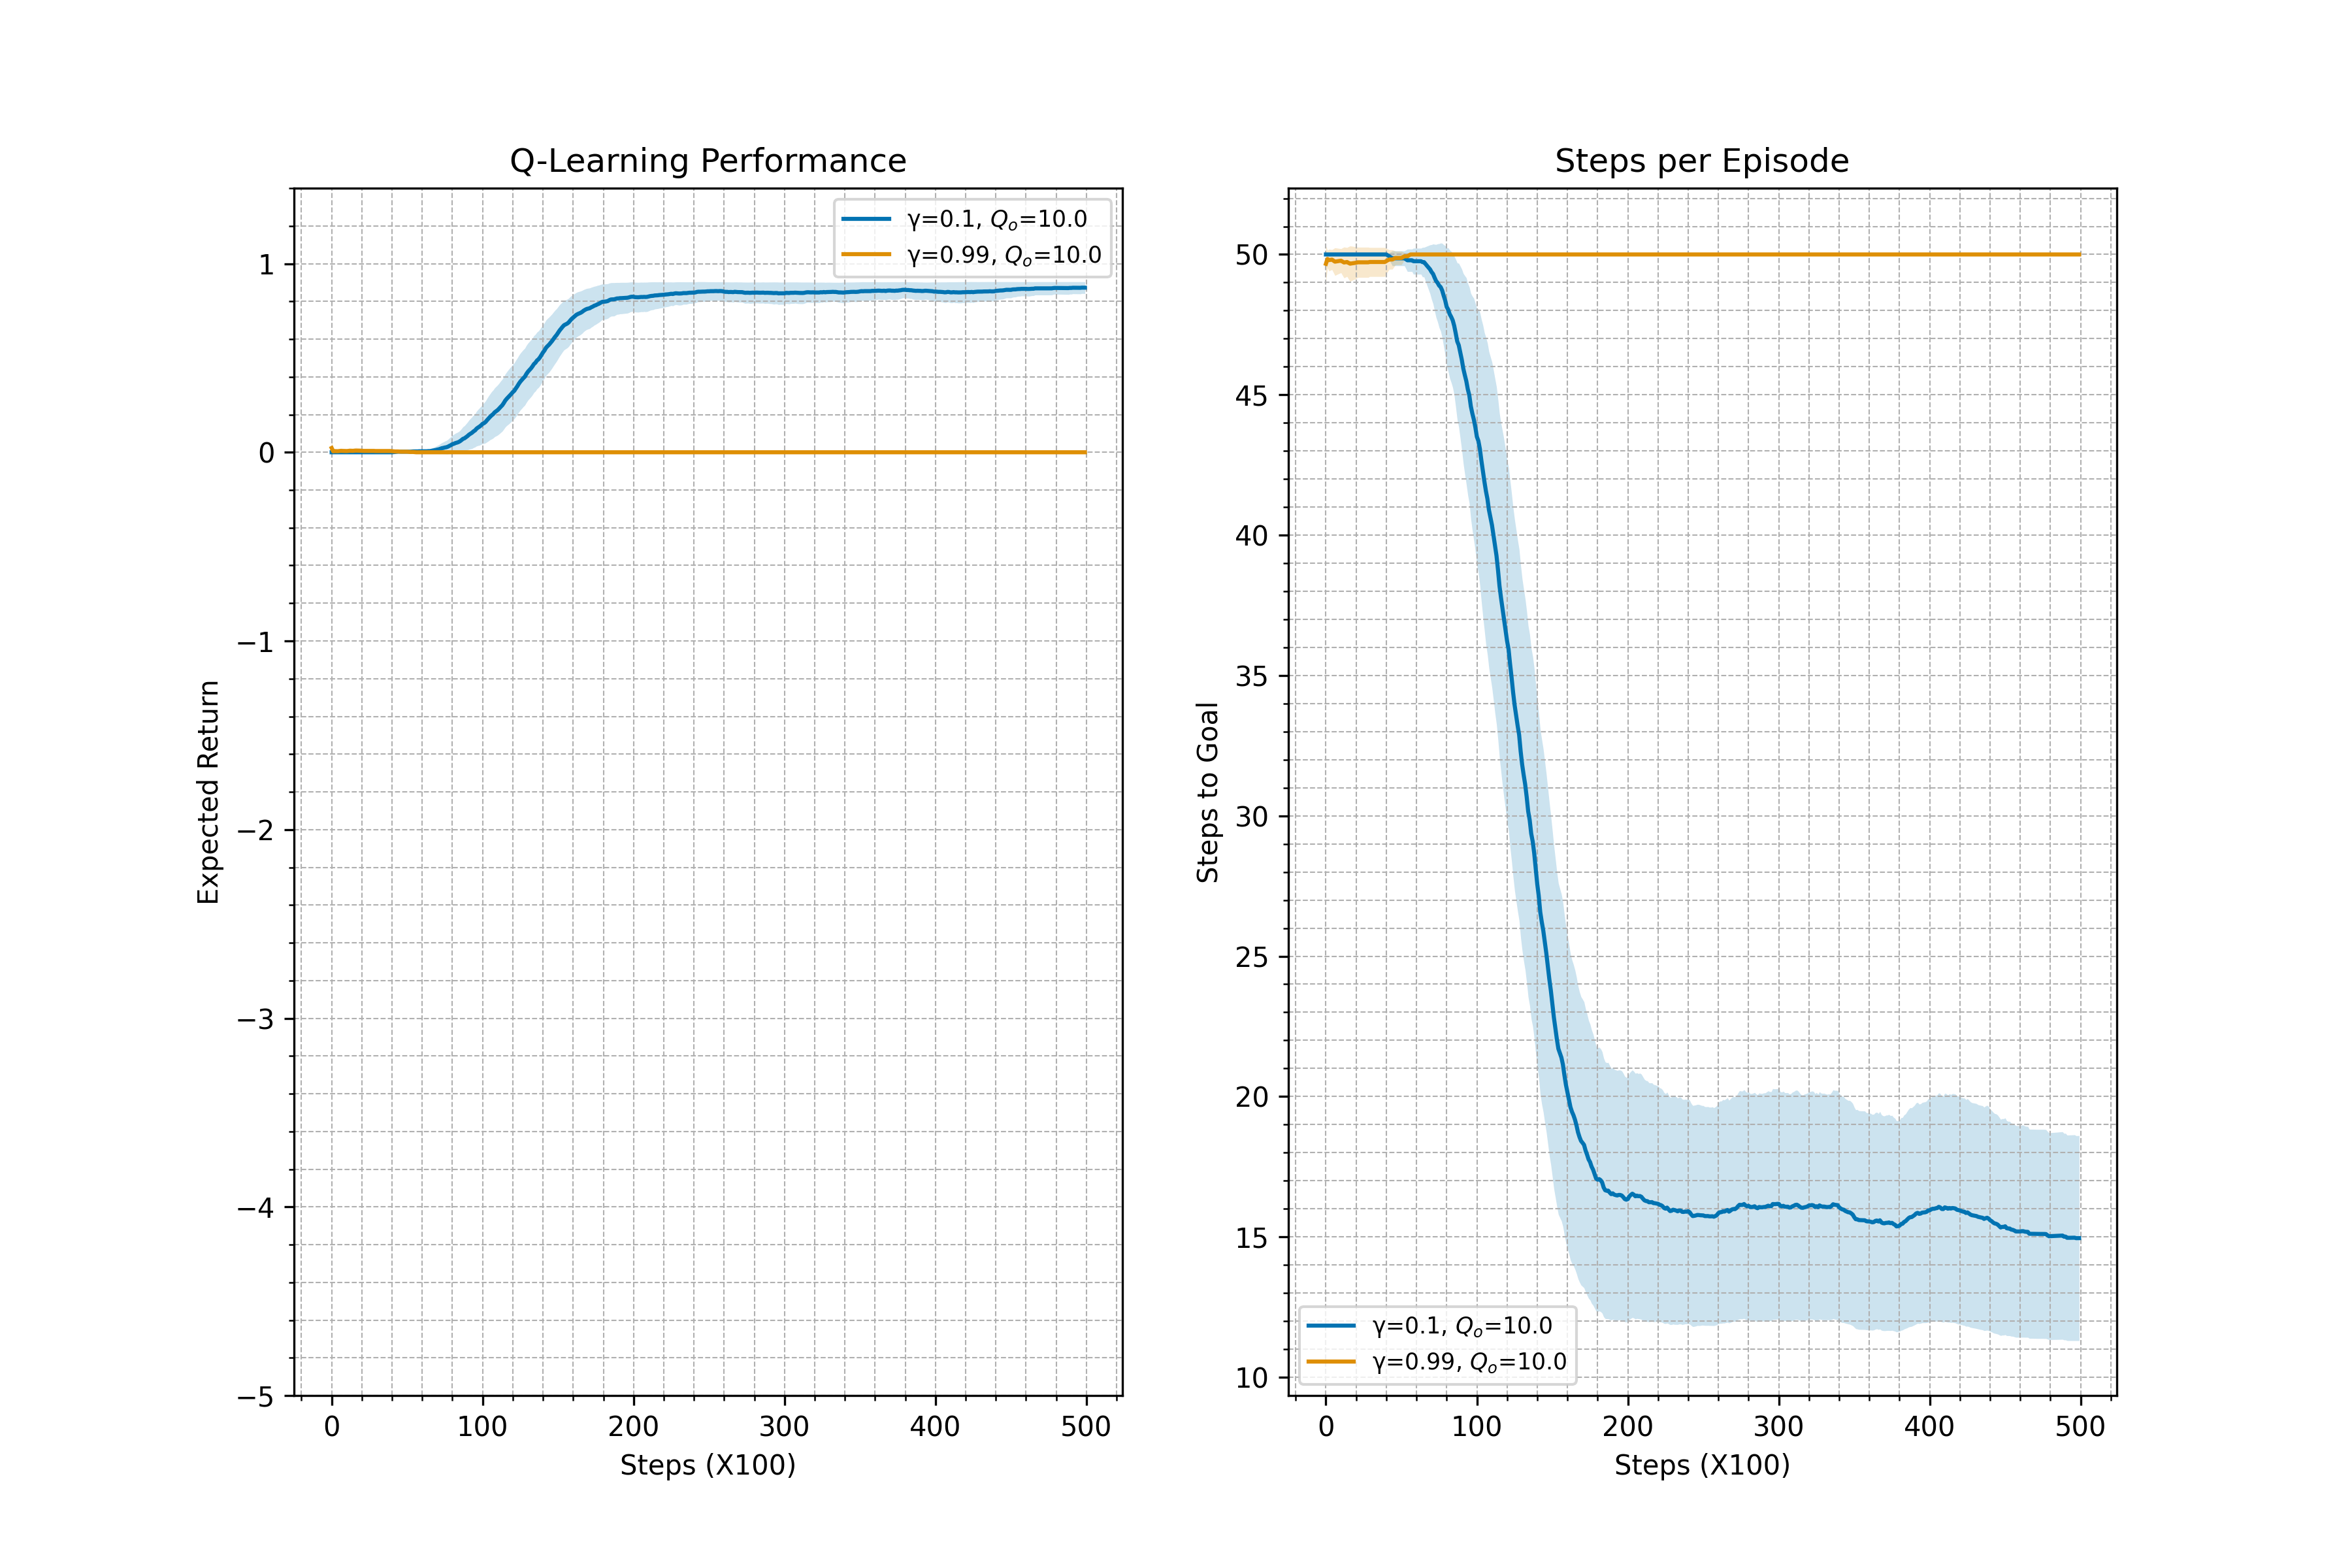 Q-Learning Performance
γ=0.1, Qₒ=10.0
γ=0.99, Qₒ=10.0
1
0
−1
−2
−3
−4
−5
Expected Return
0 100 200 300 400 500
Steps (X100)
Steps per Episode
50
45
40
35
30
25
20
15
10
Steps to Goal
γ=0.1, Qₒ=10.0
γ=0.99, Qₒ=10.0
0 100 200 300 400 500
Steps (X100)